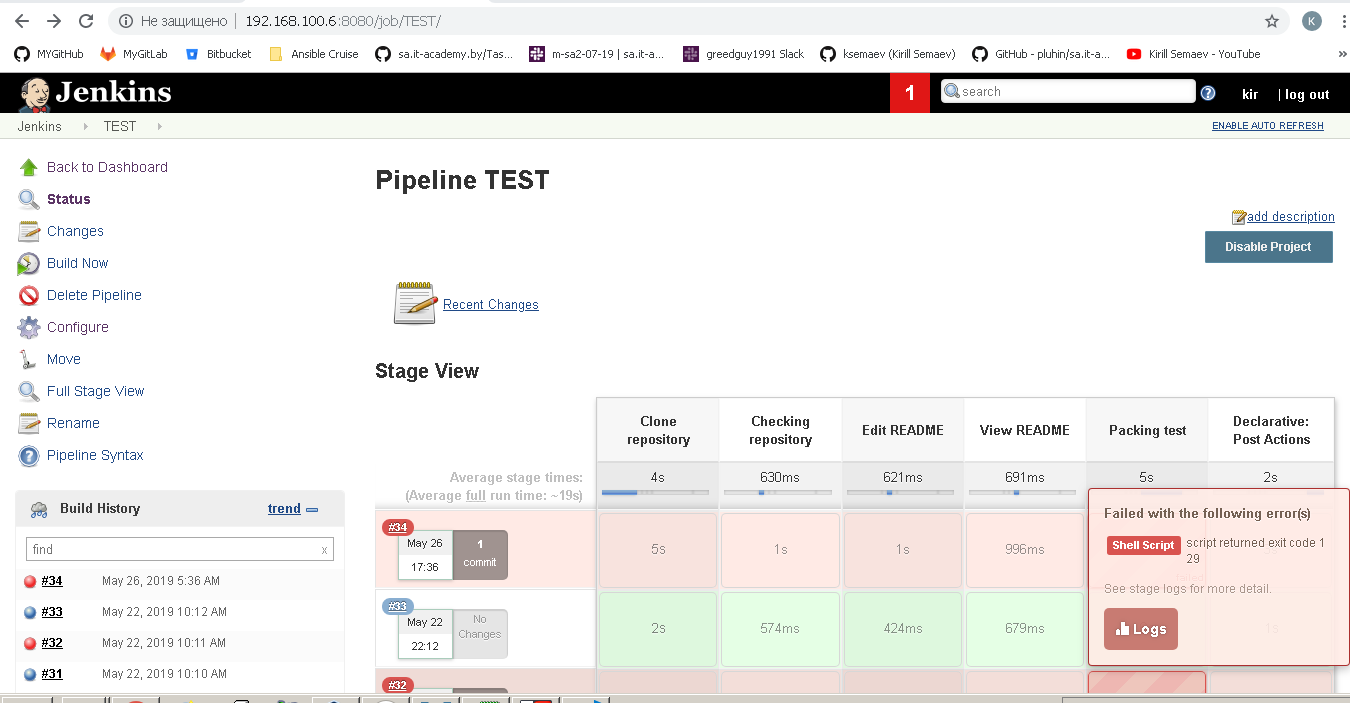 Не защищено
192.168.100.6:8080/job/TEST/
K
MYGitHub
MyGitLab
Bitbucket
Ansible Cruise
sa.it-academy.by/Tas...
m-sa2-07-19 | sa.it-a...
greedguy1991 Slack
ksemaev (Kirill Semaev)
GitHub - pluhin/sa.it-a...
Kirill Semaev - YouTube
»
Jenkins
1
search
kir
| log out
Jenkins
TEST
ENABLE AUTO REFRESH
Back to Dashboard
Status
Changes
Build Now
Delete Pipeline
Configure
Move
Full Stage View
Rename
Pipeline Syntax
Build History
trend
find
x
#34
May 26, 2019 5:36 AM
#33
May 22, 2019 10:12 AM
#32
May 22, 2019 10:11 AM
#31
May 22, 2019 10:10 AM
Pipeline TEST
add description
Disable Project
Recent Changes
Stage View
Clone
repository
Checking
repository
Edit README
View README
Packing test
Declarative:
Post Actions
Average stage times:
(Average full run time: ~19s)
4s
630ms
621ms
691ms
5s
2s
#34
May 26
17:36
1
commit
5s
1s
1s
996ms
#33
May 22
22:12
No
Changes
2s
574ms
424ms
679ms
1s
#32
Failed with the following error(s)
Shell Script
script returned exit code 1
29
See stage logs for more detail.
Logs